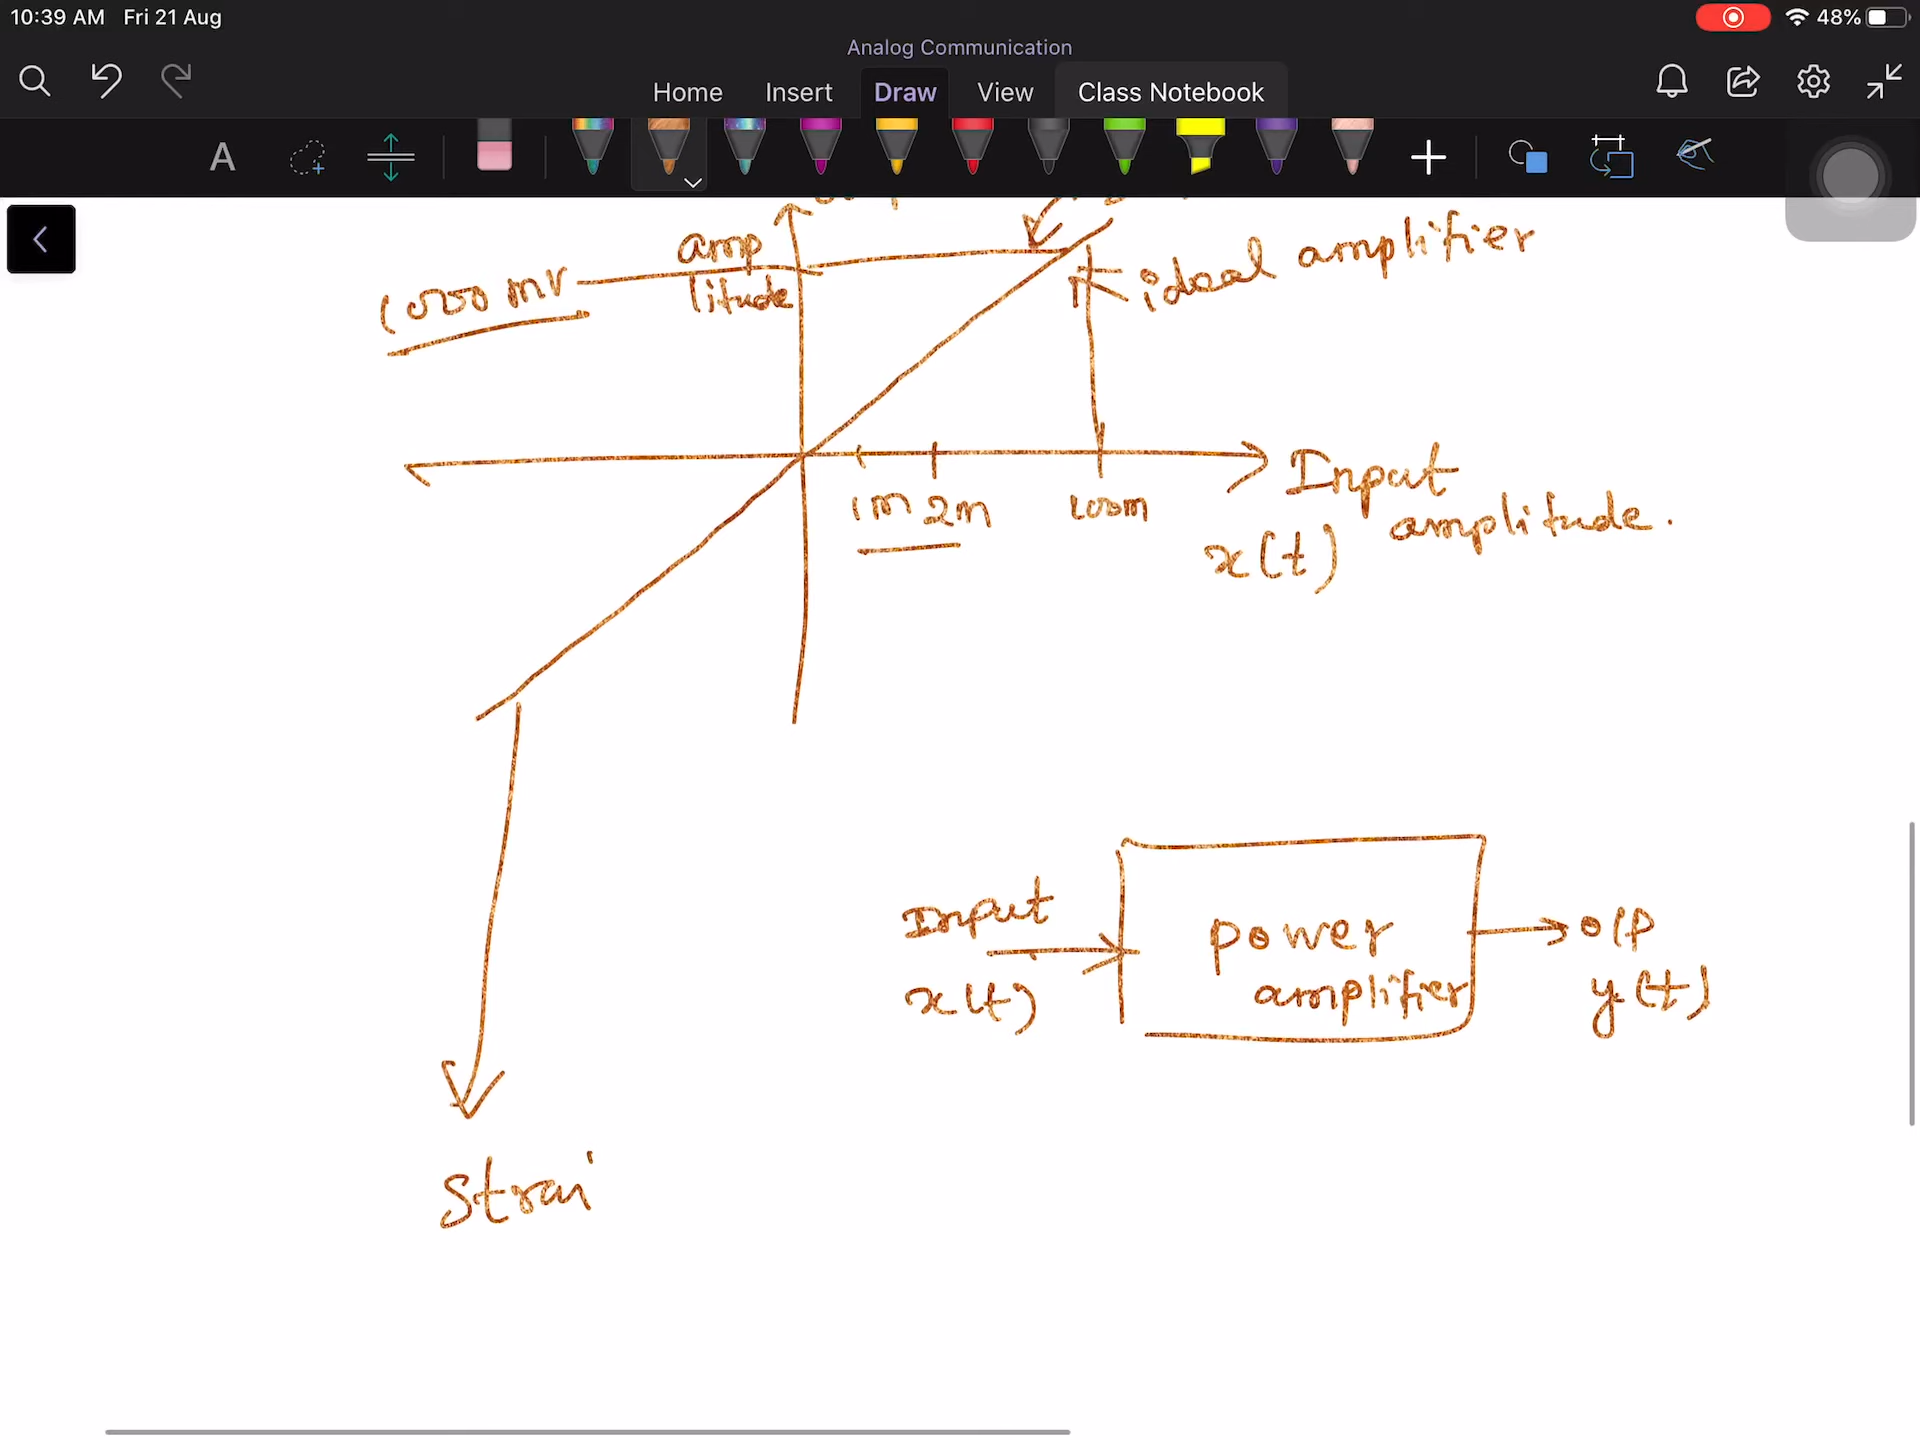 10:39 AM Fri 21 Aug
48%
Analog Communication
Home Insert Draw View Class Notebook
A
amp
litude
1000 mV
ideal amplifier
1m 2m
100m
Input
amplitude.
x(t)
Input
x(t)
power
amplifier
o/p
y(t)
Strai